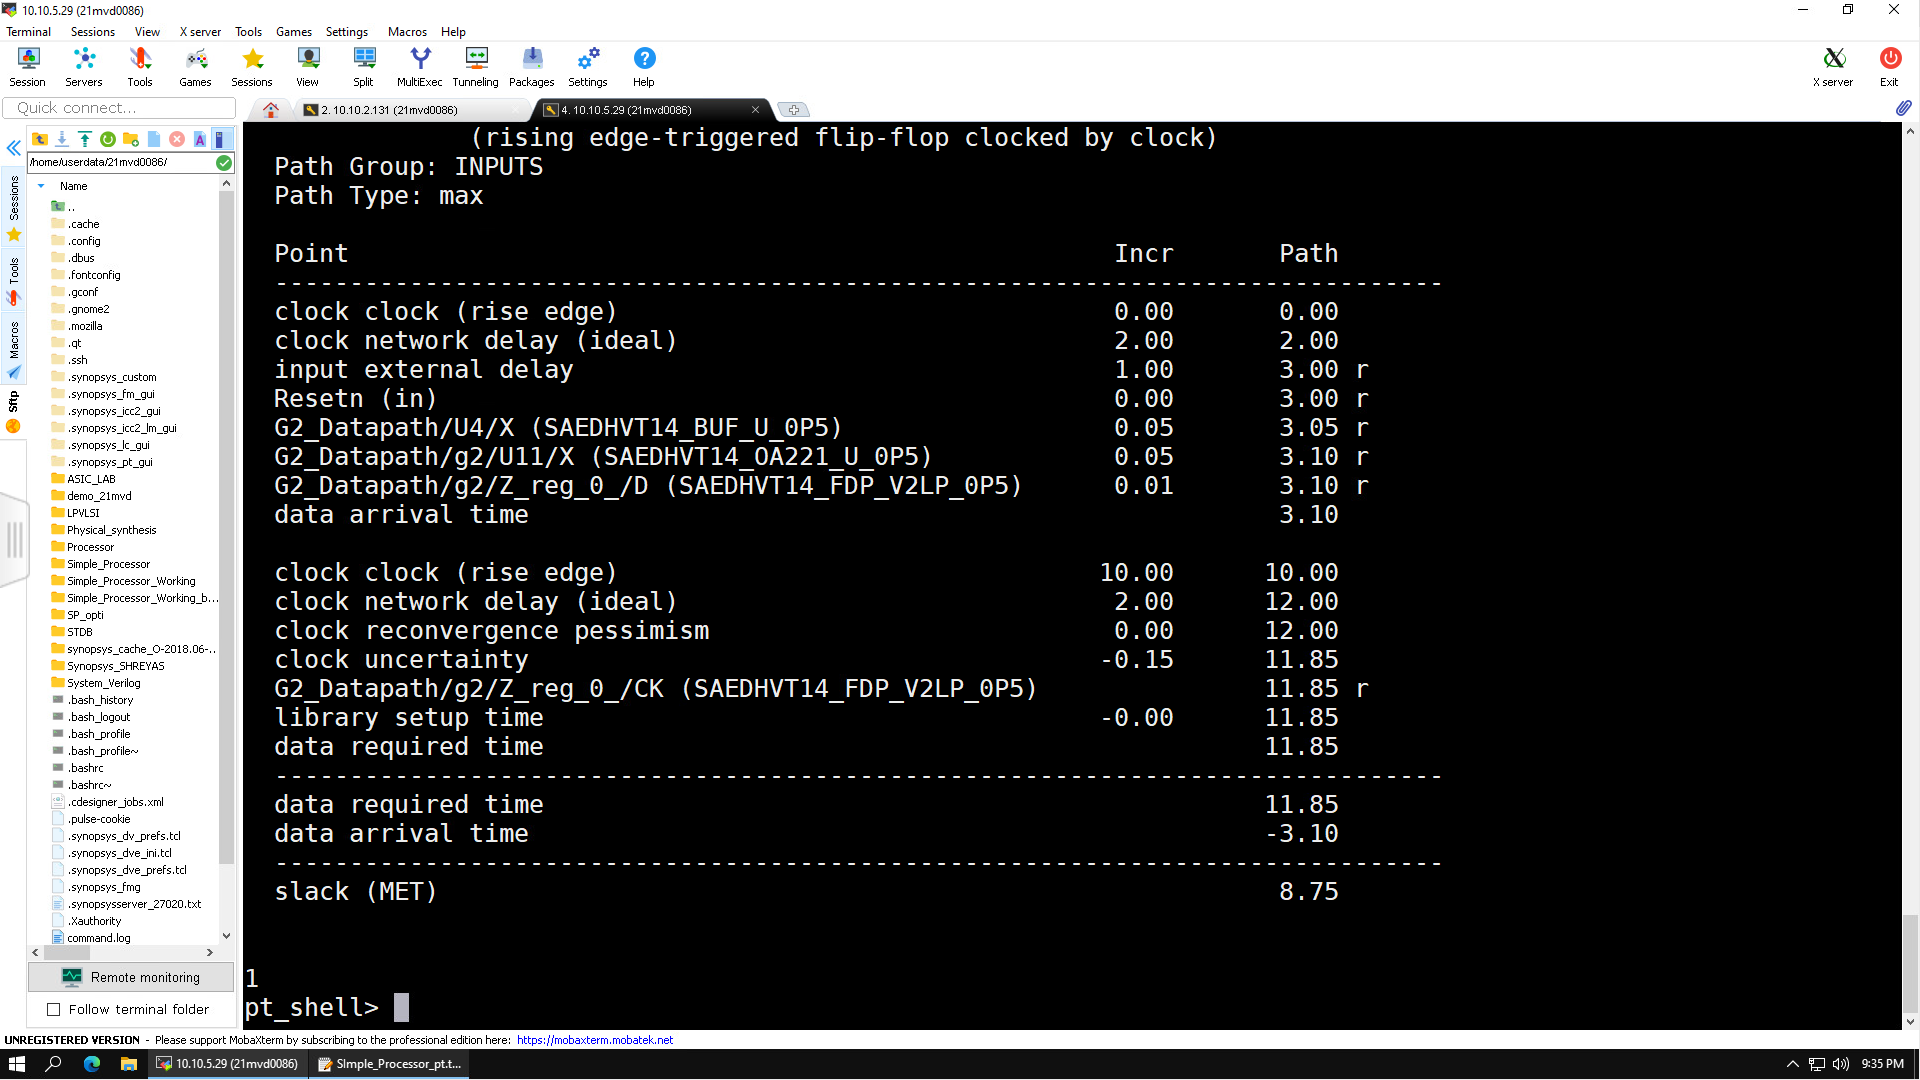 10.10.5.29 (21mvd0086)
Terminal Sessions View X server Tools Games Settings Macros Help
Session Servers Tools Games Sessions View Split MultiExec Tunneling Packages Settings Help X server Exit
Quick connect...
2. 10.10.2.131 (21mvd0086)
4. 10.10.5.29 (21mvd0086)
/home/userdata/21mvd0086/
Sessions
Tools
Macros
Sftp
Name
..
.cache
.config
.dbus
.fontconfig
.gconf
.gnome2
.mozilla
.qt
.ssh
.synopsys_custom
.synopsys_fm_gui
.synopsys_icc2_gui
.synopsys_icc2_lm_gui
.synopsys_lc_gui
.synopsys_pt_gui
ASIC_LAB
demo_21mvd
LPVLSI
Physical_synthesis
Processor
Simple_Processor
Simple_Processor_Working
Simple_Processor_Working_b...
SP_opti
STDB
synopsys_cache_O-2018.06-..
Synopsys_SHREYAS
System_Verilog
.bash_history
.bash_logout
.bash_profile
.bash_profile~
.bashrc
.bashrc~
.cdesigner_jobs.xml
.pulse-cookie
.synopsys_dv_prefs.tcl
.synopsys_dve_ini.tcl
.synopsys_dve_prefs.tcl
.synopsys_fmg
.synopsysserver_27020.txt
.Xauthority
command.log
Remote monitoring
Follow terminal folder
(rising edge-triggered flip-flop clocked by clock)
Path Group: INPUTS
Path Type: max
Point Incr Path
--------------------------------------------------------------------------
clock clock (rise edge) 0.00 0.00
clock network delay (ideal) 2.00 2.00
input external delay 1.00 3.00 r
Resetn (in) 0.00 3.00 r
G2_Datapath/U4/X (SAEDHVT14_BUF_U_0P5) 0.05 3.05 r
G2_Datapath/g2/U11/X (SAEDHVT14_OA221_U_0P5) 0.05 3.10 r
G2_Datapath/g2/Z_reg_0_/D (SAEDHVT14_FDP_V2LP_0P5) 0.01 3.10 r
data arrival time 3.10
clock clock (rise edge) 10.00 10.00
clock network delay (ideal) 2.00 12.00
clock reconvergence pessimism 0.00 12.00
clock uncertainty -0.15 11.85
G2_Datapath/g2/Z_reg_0_/CK (SAEDHVT14_FDP_V2LP_0P5) 11.85 r
library setup time -0.00 11.85
data required time 11.85
--------------------------------------------------------------------------
data required time 11.85
data arrival time -3.10
--------------------------------------------------------------------------
slack (MET) 8.75
1
pt_shell>
UNREGISTERED VERSION - Please support MobaXterm by subscribing to the professional edition here: https://mobaxterm.mobatek.net
10.10.5.29 (21mvd0086)
SImple_Processor_pt.t...
9:35 PM